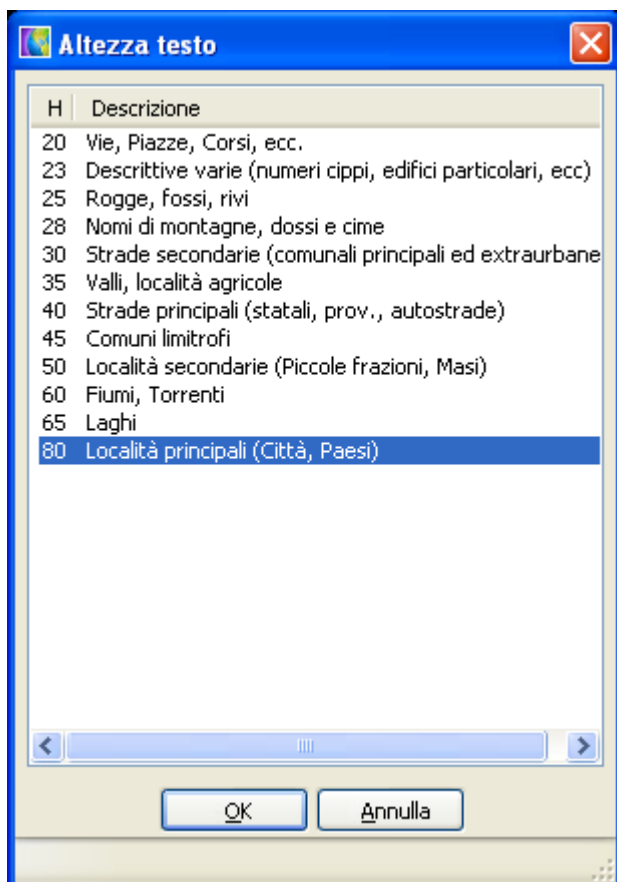 Altezza testo
H Descrizione
20 Vie, Piazze, Corsi, ecc.
23 Descrittive varie (numeri cippi, edifici particolari, ecc)
25 Rogge, fossi, rivi
28 Nomi di montagne, dossi e cime
30 Strade secondarie (comunali principali ed extraurbane
35 Valli, località agricole
40 Strade principali (statali, prov., autostrade)
45 Comuni limitrofi
50 Località secondarie (Piccole frazioni, Masi)
60 Fiumi, Torrenti
65 Laghi
80 Località principali (Città, Paesi)
OK Annulla